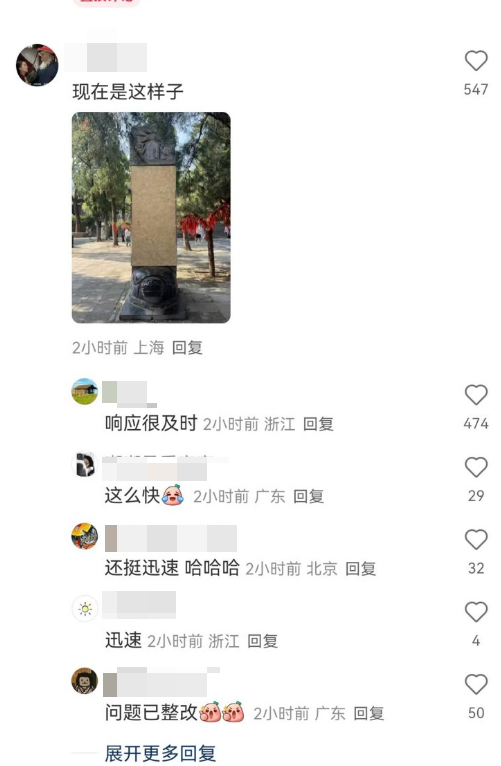 现在是这样子
547
2小时前 上海 回复
474
响应很及时 2小时前 浙江 回复
这么快 2小时前 广东 回复
29
还挺迅速 哈哈哈 2小时前 北京 回复
32
迅速 2小时前 浙江 回复
4
问题已整改 2小时前 广东 回复
50
展开更多回复